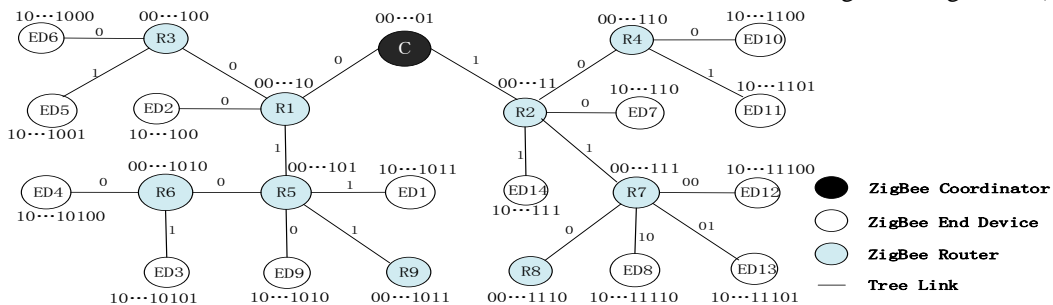 10···1000
00···100
00···01
00···110
10···1100
ED6
0
R3
C
R4
0
ED10
1
0
0
1
0
1
00···10
00···11
10···110
10···1101
ED5
ED2
0
R1
R2
0
ED7
ED11
10···1001
10···100
1
1
1
00···1010
00···101
10···1011
00···111
10···11100
ED4
0
R6
0
R5
1
ED1
ED14
R7
00
ED12
ZigBee Coordinator
10···10100
10···111
ZigBee End Device
1
0
1
0
10
01
ED3
ED9
R9
R8
ED8
ED13
ZigBee Router
10···10101
10···1010
00···1011
00···1110
10···11110
10···11101
Tree Link